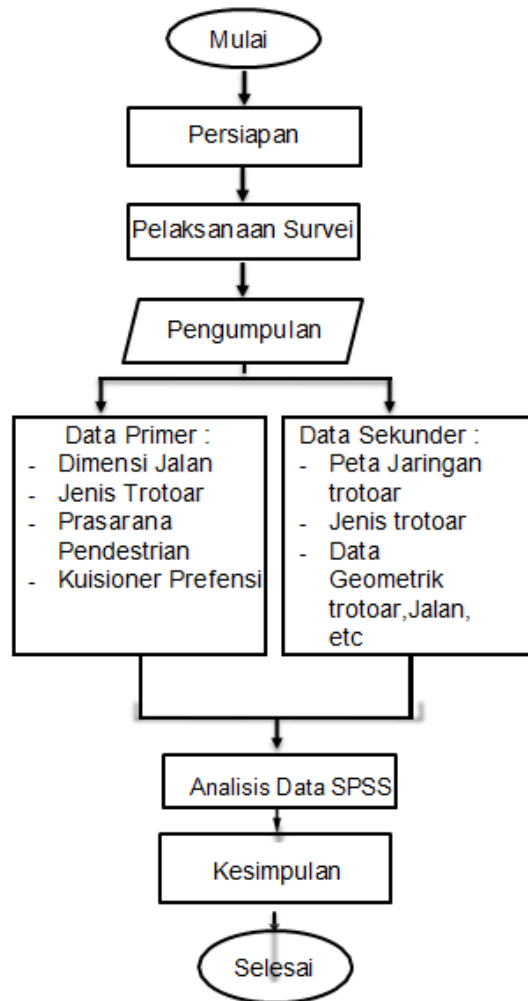 Mulai
Persiapan
Pelaksanaan Survei
Pengumpulan
Data Primer :
- Dimensi Jalan
- Jenis Trotoar
- Prasarana
Pendestrian
- Kuisioner Prefensi
Data Sekunder :
- Peta Jaringan
trotoar
- Jenis trotoar
- Data
Geometrik
trotoar,Jalan,
etc
Analisis Data SPSS
Kesimpulan
Selesai